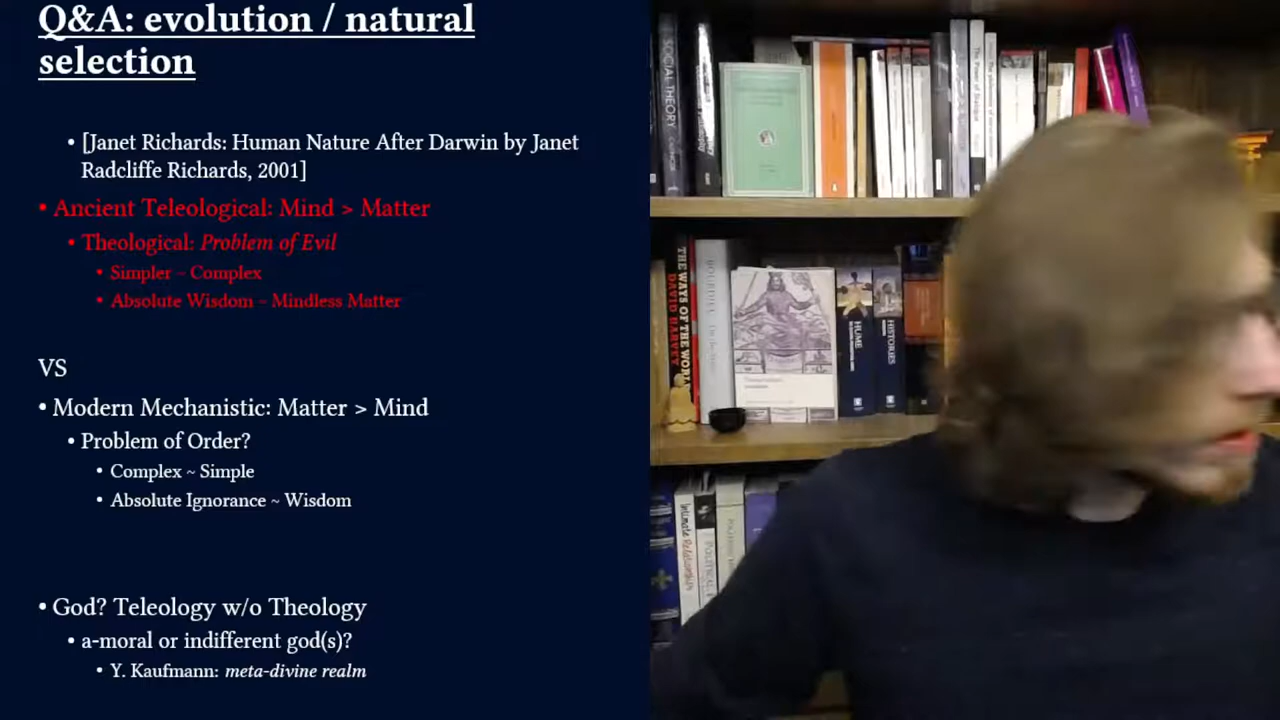 Q&A: evolution / natural
selection
• [Janet Richards: Human Nature After Darwin by Janet
Radcliffe Richards, 2001]
• Ancient Teleological: Mind > Matter
• Theological: Problem of Evil
• Simpler – Complex
• Absolute Wisdom – Mindless Matter
VS
• Modern Mechanistic: Matter > Mind
• Problem of Order?
• Complex ~ Simple
• Absolute Ignorance ~ Wisdom
• God? Teleology w/o Theology
• a-moral or indifferent god(s)?
• Y. Kaufmann: meta-divine realm
SOCIAL THEORY
THE WAYS OF THE WORLD
DAVID HARVEY
HUME
HISTORIES
Intimate Relationships
POLITICAL